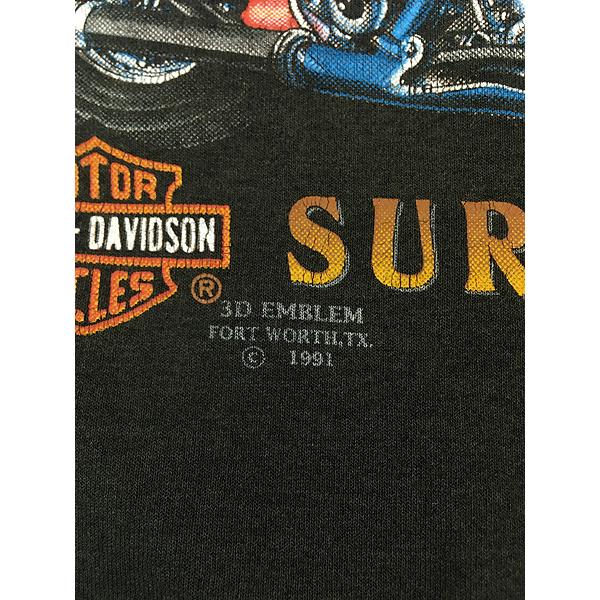 TOR
- DAVIDSON
CLES ®
SUR
3D EMBLEM
FORT WORTH,TX.
© 1991